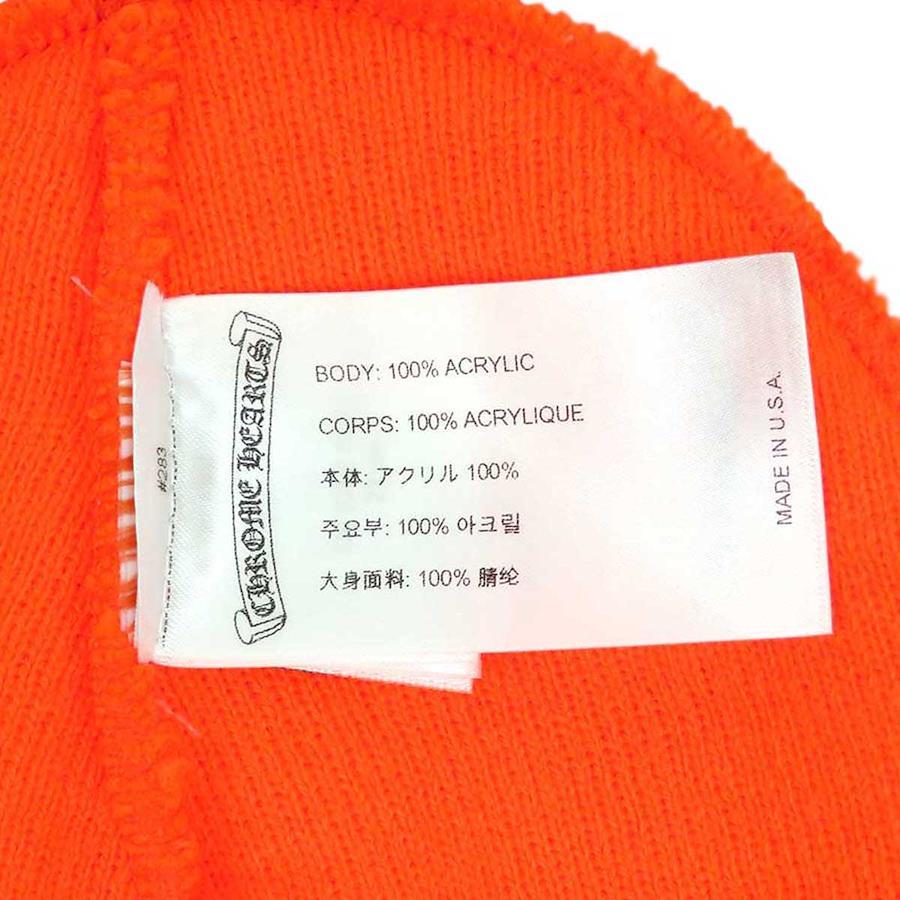 #283
CHROME HEARTS
BODY: 100% ACRYLIC
CORPS: 100% ACRYLIQUE
本体: アクリル 100%
주요부: 100% 아크릴
大身面料: 100% 腈纶
MADE IN U.S.A.